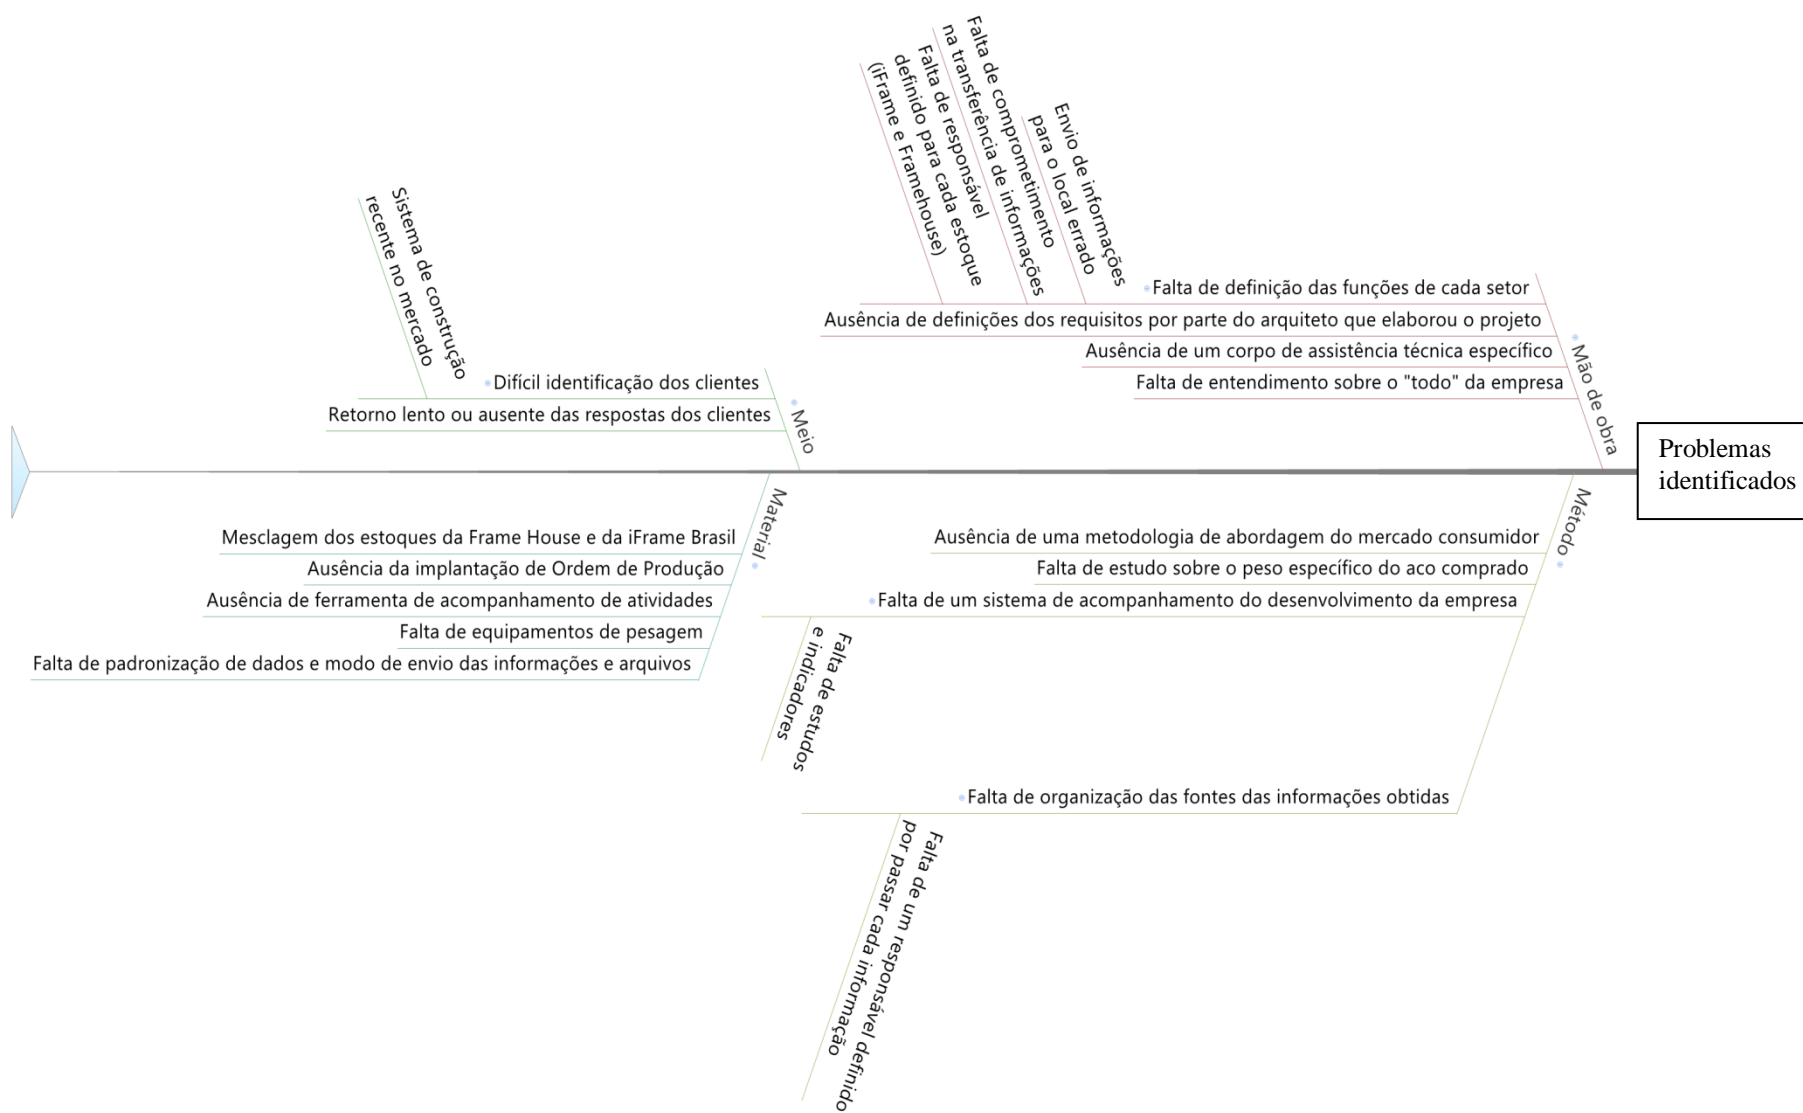 Falta de comprometimento
na transferência de informações
Falta de responsável
definido para cada estoque
(iFrame e Framehouse)
Envio de informações
para o local errado
Falta de definição das funções de cada setor
Ausência de definições dos requisitos por parte do arquiteto que elaborou o projeto
Ausência de um corpo de assistência técnica específico
Falta de entendimento sobre o "todo" da empresa
Mão de obra
Sistema de construção
recente no mercado
Difícil identificação dos clientes
Retorno lento ou ausente das respostas dos clientes
Meio
Problemas
identificados
Material
Mesclagem dos estoques da Frame House e da iFrame Brasil
Ausência da implantação de Ordem de Produção
Ausência de ferramenta de acompanhamento de atividades
Falta de equipamentos de pesagem
Falta de padronização de dados e modo de envio das informações e arquivos
Método
Ausência de uma metodologia de abordagem do mercado consumidor
Falta de estudo sobre o peso específico do aco comprado
Falta de um sistema de acompanhamento do desenvolvimento da empresa
Falta de estudos
e indicadores
Falta de organização das fontes das informações obtidas
Falta de um responsável definido
por passar cada informação